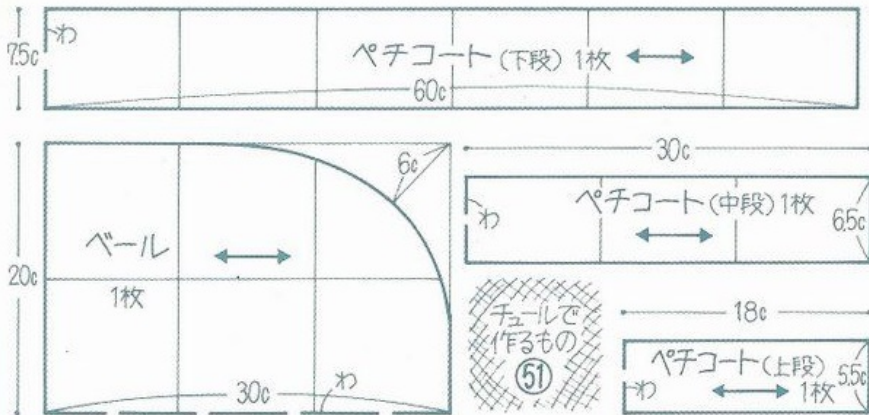 7.5c
わ
ペチコート(下段) 1枚
60c
20c
ベール
1枚
6c
30c
わ
30c
ペチコート(中段) 1枚
わ
6.5c
チュールで
作るもの
51
18c
ペチコート(上段)
1枚
わ
5.5c